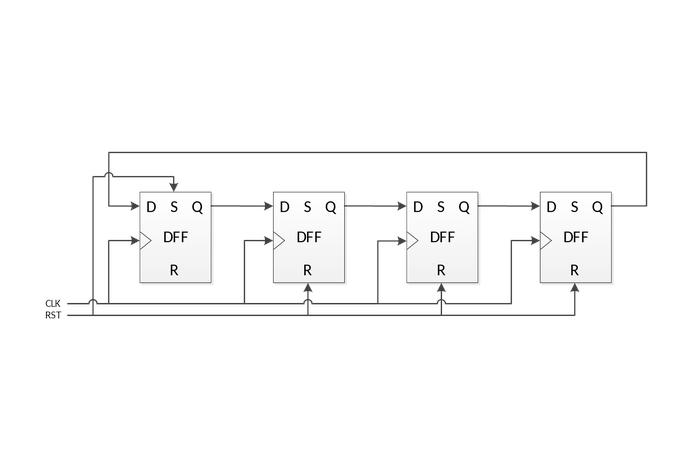 D S Q D S Q D S Q D S Q
DFF DFF DFF DFF
R R R R
CLK
RST